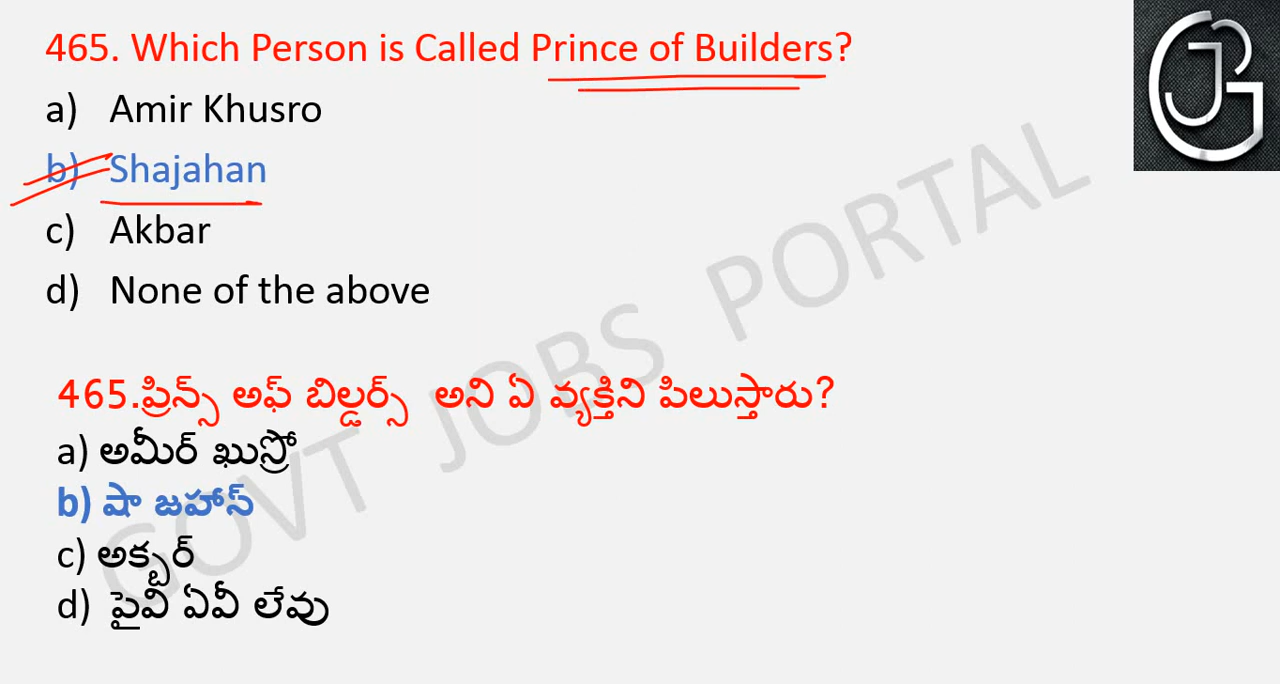 465. Which Person is Called Prince of Builders?
a) Amir Khusro
b) Shajahan
c) Akbar
d) None of the above
465.ప్రిన్స్ అఫ్ బిల్డర్స్ అని ఏ వ్యక్తిని పిలుస్తారు?
a) అమీర్ ఖుస్రో
b) షా జహాస్
c) అక్బర్
d) పైవి ఏవీ లేవు
GOVT JOBS PORTAL
GJ